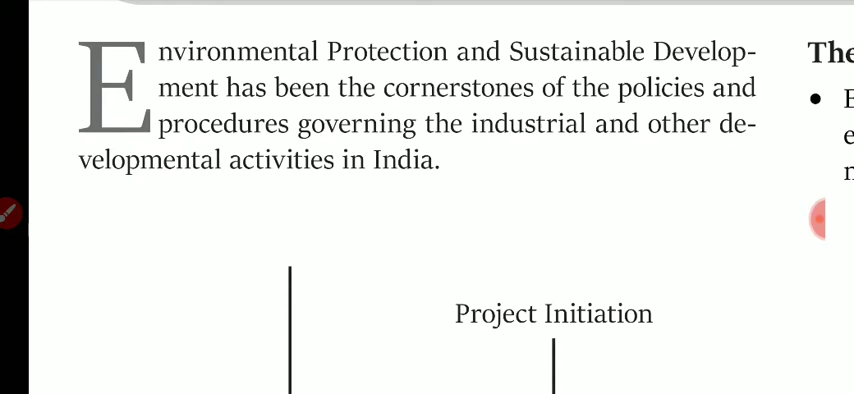 Environmental Protection and Sustainable Develop-
ment has been the cornerstones of the policies and
procedures governing the industrial and other de-
velopmental activities in India.
Project Initiation
The